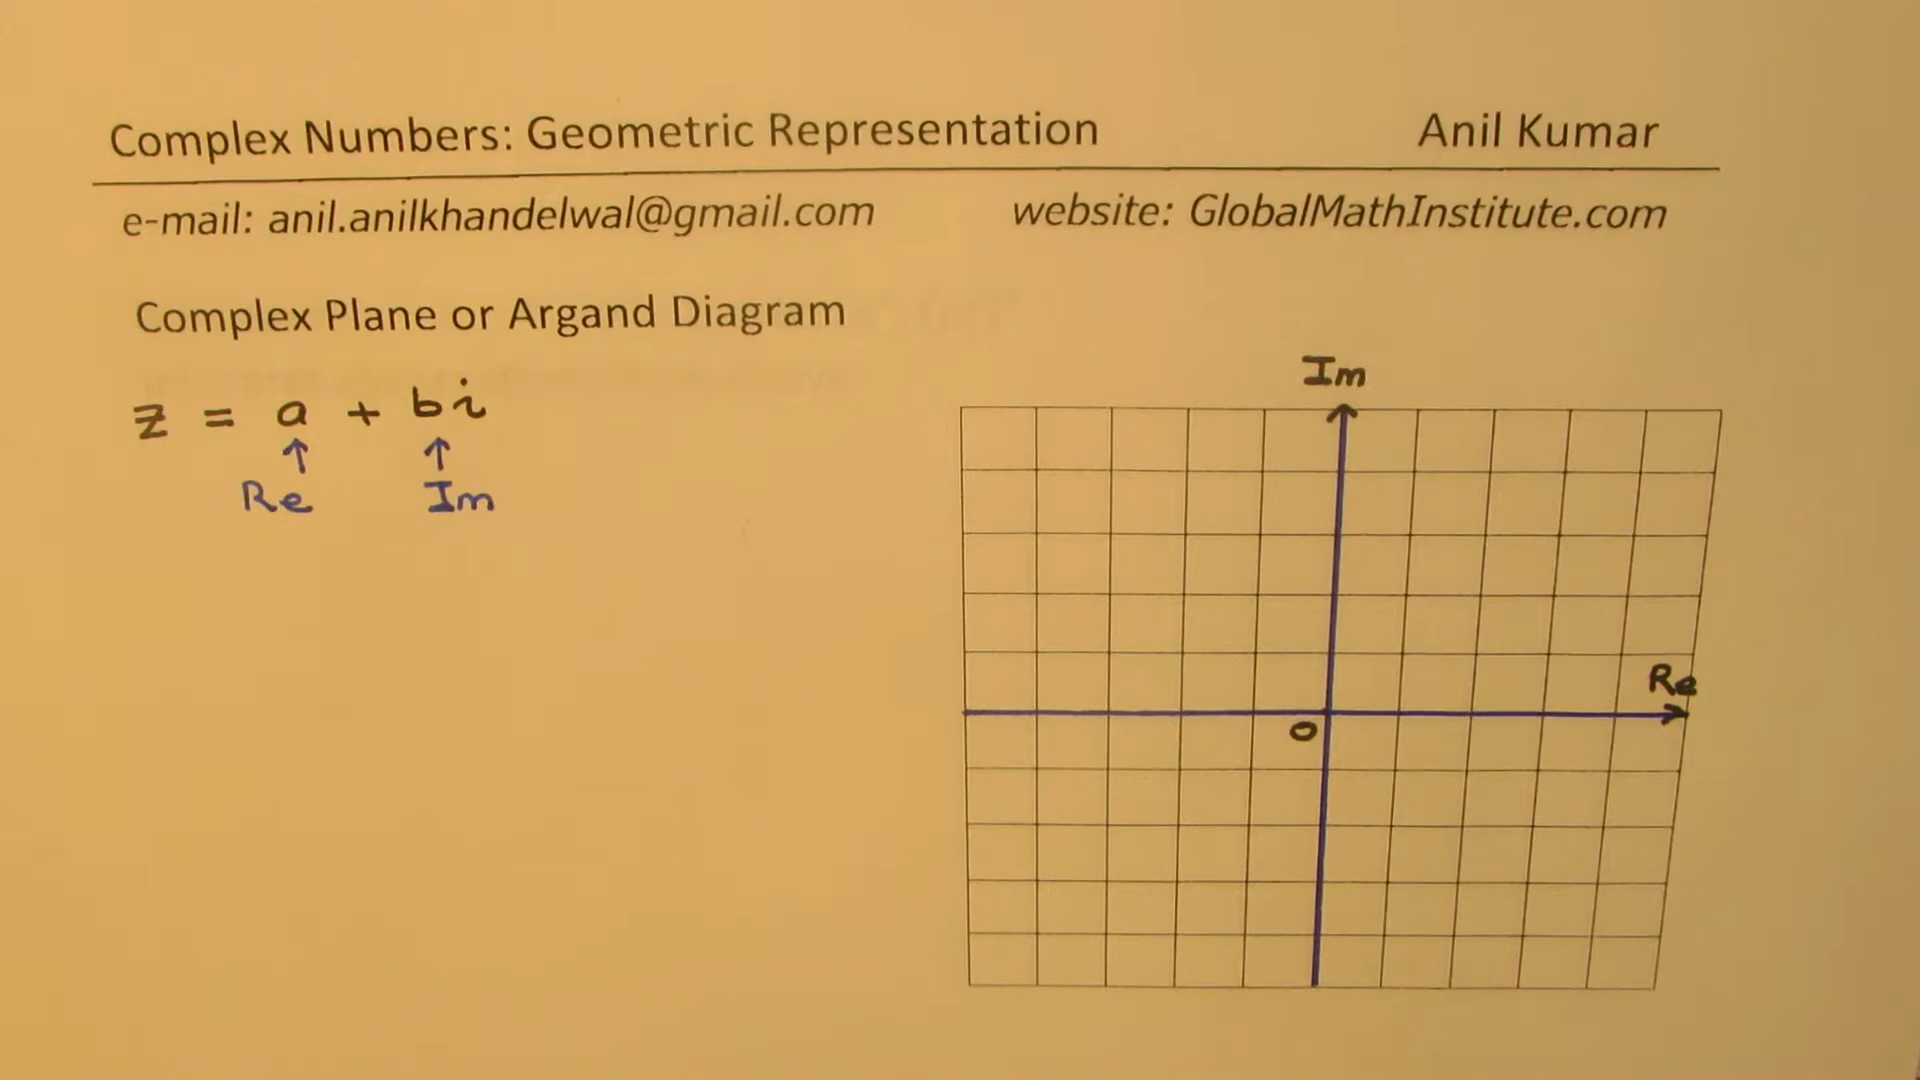 Complex Numbers: Geometric Representation Anil Kumar
e-mail: anil.anilkhandelwal@gmail.com website: GlobalMathInstitute.com
Complex Plane or Argand Diagram
z = a + bi
↑ ↑
Re Im
Im
Re
O